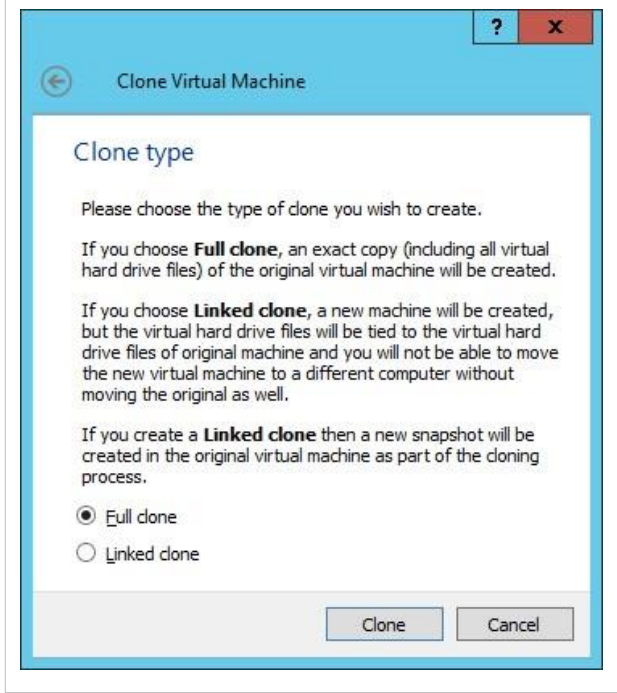 ? x
Clone Virtual Machine
Clone type
Please choose the type of clone you wish to create.
If you choose Full clone, an exact copy (including all virtual
hard drive files) of the original virtual machine will be created.
If you choose Linked clone, a new machine will be created,
but the virtual hard drive files will be tied to the virtual hard
drive files of original machine and you will not be able to move
the new virtual machine to a different computer without
moving the original as well.
If you create a Linked clone then a new snapshot will be
created in the original virtual machine as part of the cloning
process.
Full clone
Linked clone
Clone Cancel